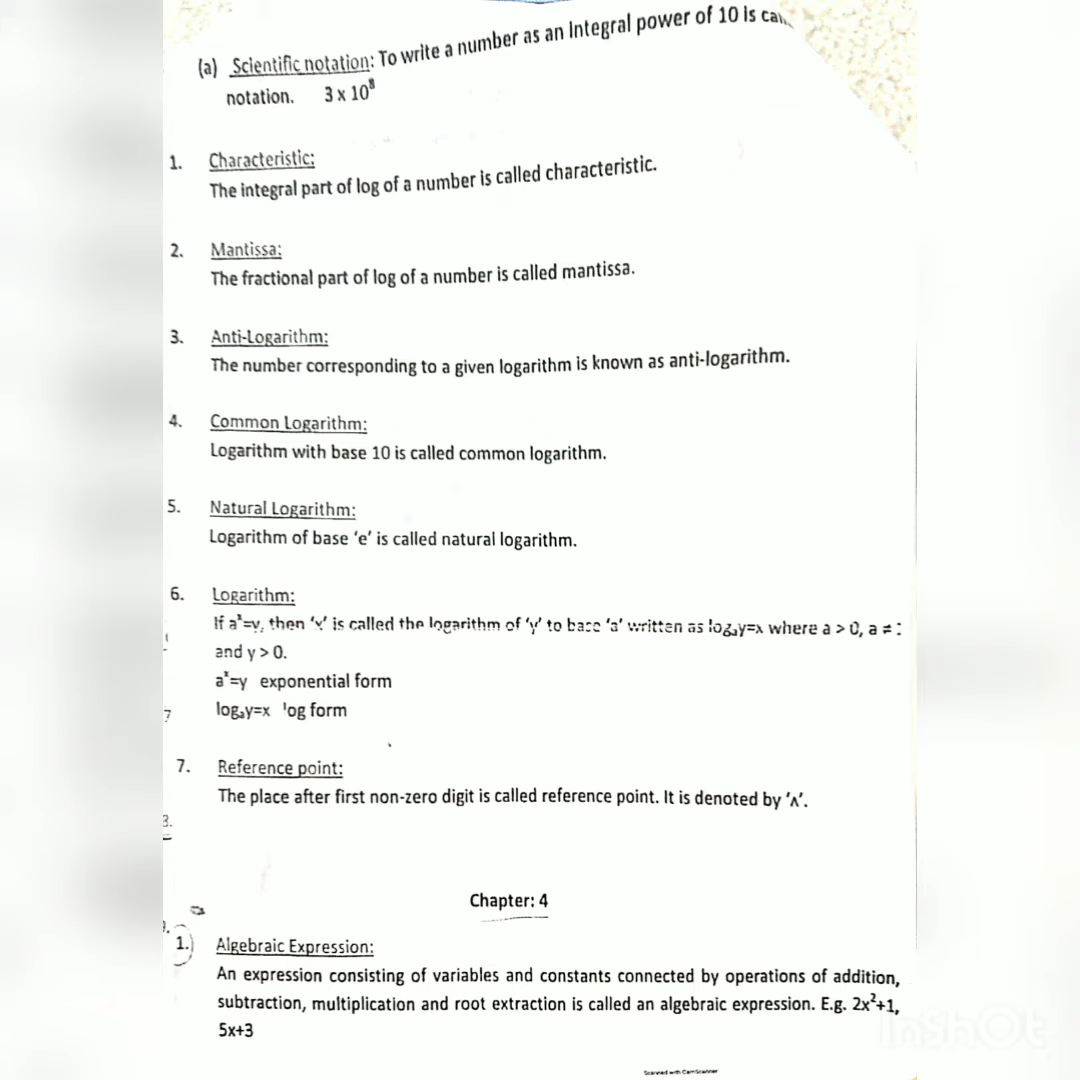 (a) Scientific notation: To write a number as an Integral power of 10 is
notation. 3 x 10⁸
1. Characteristic:
The integral part of log of a number is called characteristic.
2. Mantissa:
The fractional part of log of a number is called mantissa.
3. Anti-Logarithm:
The number corresponding to a given logarithm is known as anti-logarithm.
4. Common Logarithm:
Logarithm with base 10 is called common logarithm.
5. Natural Logarithm:
Logarithm of base ‘e’ is called natural logarithm.
6. Logarithm:
If aˣ=y, then ‘x’ is called the logarithm of ‘y’ to base ‘a’ written as logₐy=x where a > 0, a ≠
and y > 0.
aˣ=y exponential form
logₐy=x log form
7. Reference point:
The place after first non-zero digit is called reference point. It is denoted by ‘ʌ’.
Chapter: 4
1. Algebraic Expression:
An expression consisting of variables and constants connected by operations of addition,
subtraction, multiplication and root extraction is called an algebraic expression. E.g. 2x²+1,
5x+3
InShOt
Scanned with CamScanner